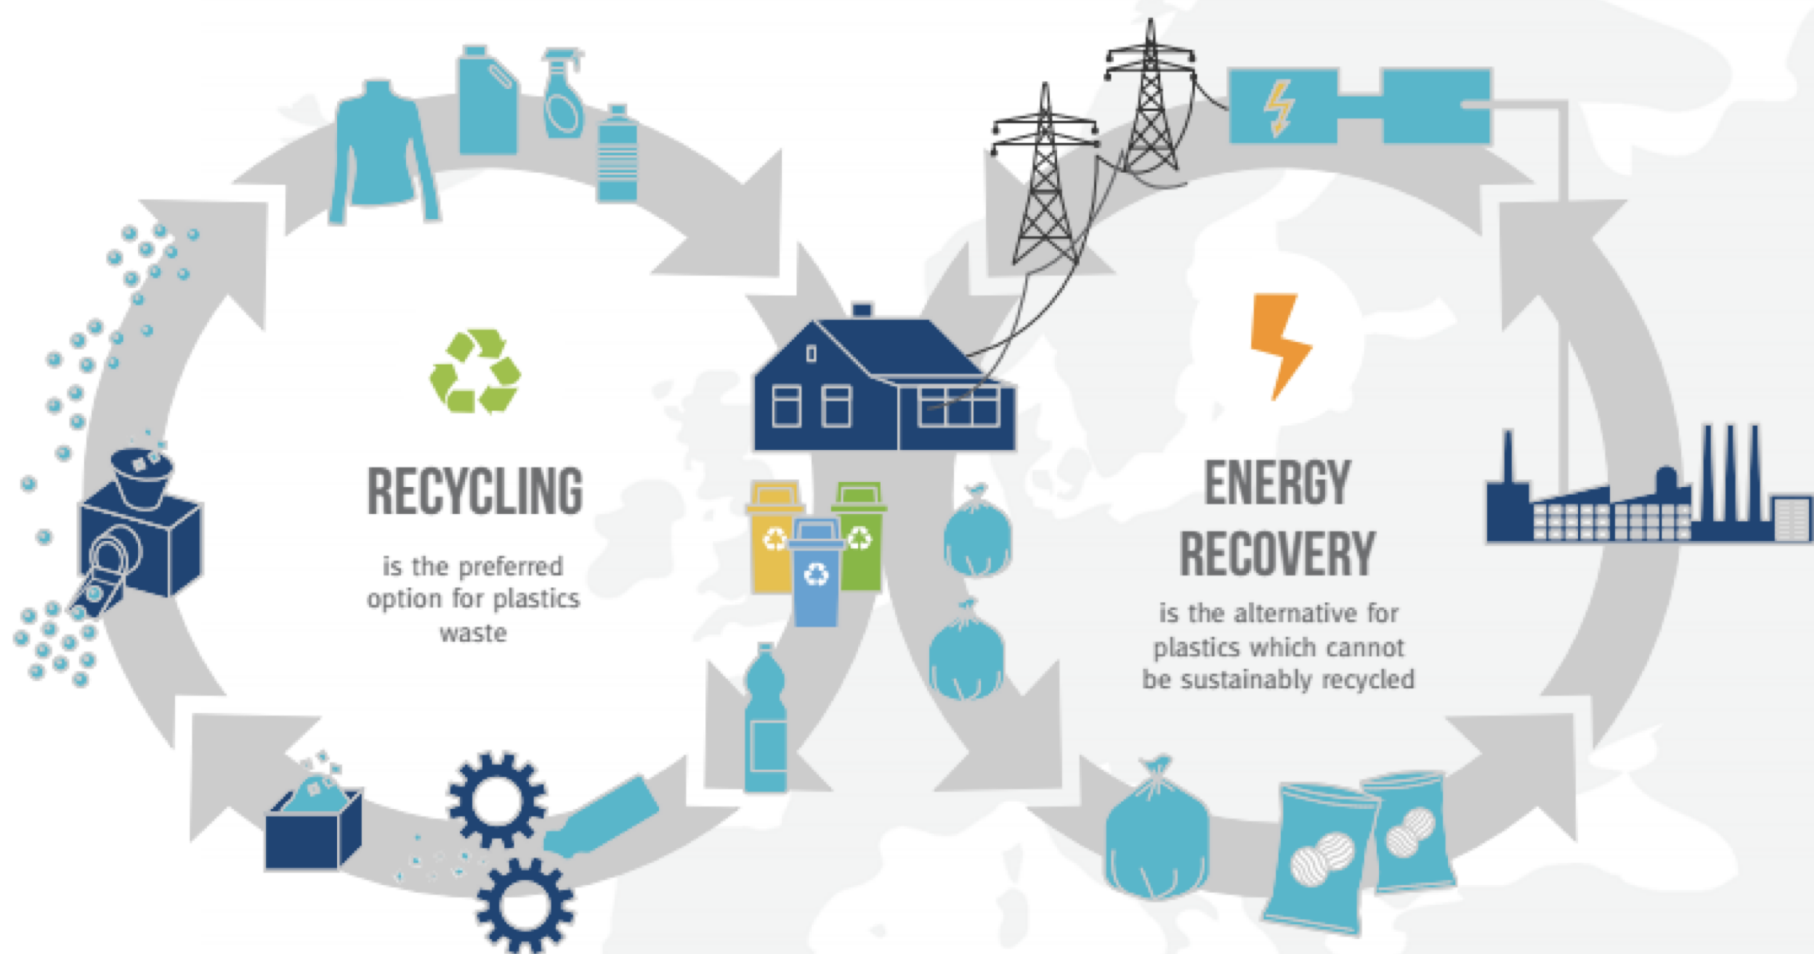 RECYCLING
is the preferred
option for plastics
waste
ENERGY
RECOVERY
is the alternative for
plastics which cannot
be sustainably recycled